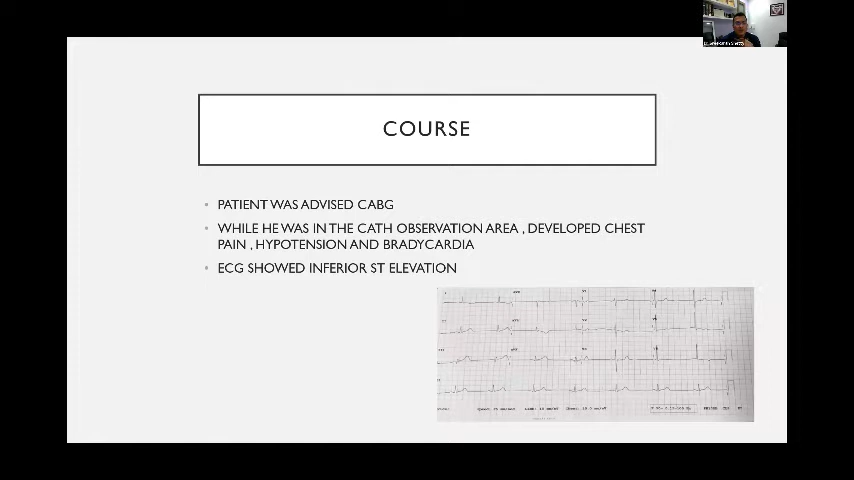 COURSE
PATIENT WAS ADVISED CABG
WHILE HE WAS IN THE CATH OBSERVATION AREA , DEVELOPED CHEST
PAIN , HYPOTENSION AND BRADYCARDIA
ECG SHOWED INFERIOR ST ELEVATION